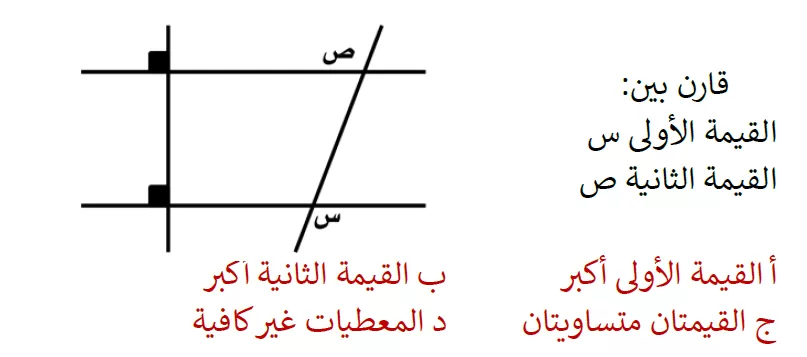 ص
قارن بين:
القيمة الأولى س
القيمة الثانية ص
س
أ القيمة الأولى أكبر
ب القيمة الثانية أكبر
ج القيمتان متساويتان
د المعطيات غير كافية